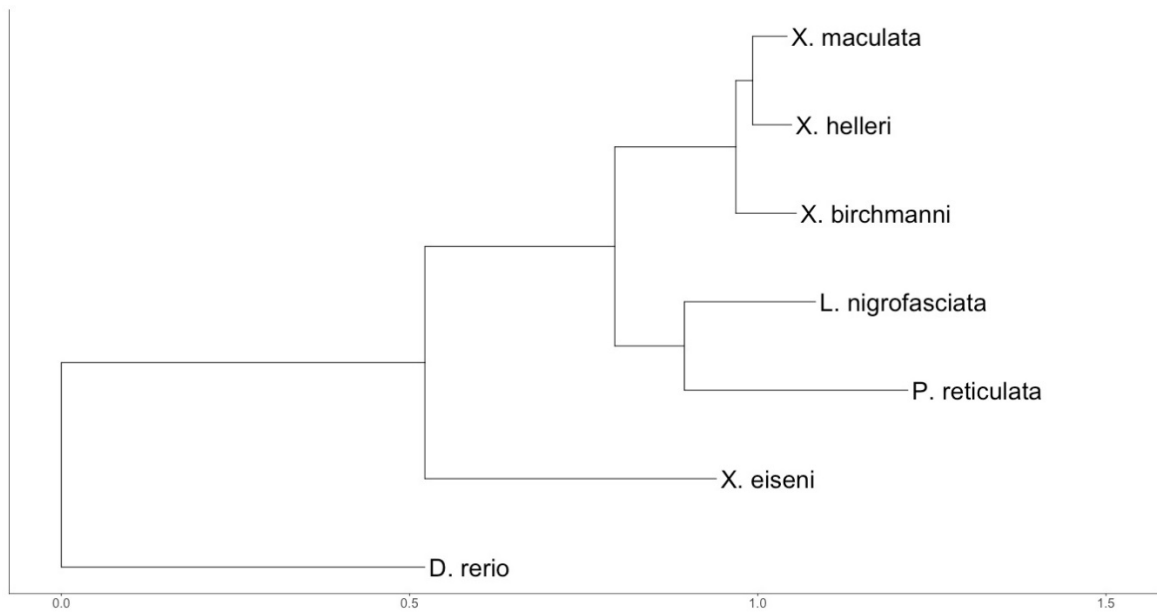 X. maculata
X. helleri
X. birchmanni
L. nigrofasciata
P. reticulata
X. eiseni
D. rerio
0.0 0.5 1.0 1.5